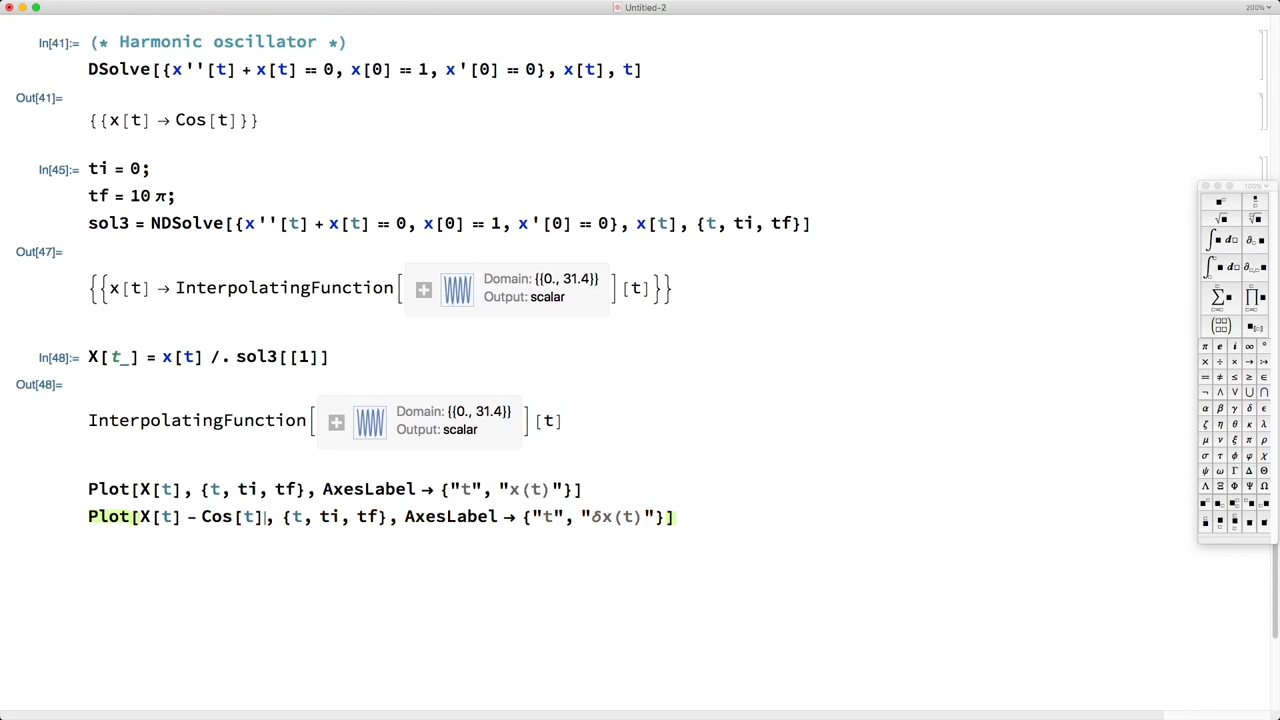 Untitled-2
200%
In[41]:= (* Harmonic oscillator *)
DSolve[{x''[t] + x[t] == 0, x[0] == 1, x'[0] == 0}, x[t], t]
Out[41]=
{{x[t] → Cos[t]}}
In[45]:= ti = 0;
tf = 10 π;
sol3 = NDSolve[{x''[t] + x[t] == 0, x[0] == 1, x'[0] == 0}, x[t], {t, ti, tf}]
Out[47]=
{{x[t] → InterpolatingFunction[ Domain: {{0., 31.4}} Output: scalar ][t]}}
In[48]:= X[t_] = x[t] /. sol3[[1]]
Out[48]=
InterpolatingFunction[ Domain: {{0., 31.4}} Output: scalar ][t]
Plot[X[t], {t, ti, tf}, AxesLabel → {"t", "x(t)"}]
Plot[X[t] - Cos[t], {t, ti, tf}, AxesLabel → {"t", "δx(t)"}]
100%
π e i ∞ °
× ÷ × → :→
== ≠ ≤ ≥ ∈
¬ ∧ ∨ ∪ ∩
α β γ δ ϵ
ζ η θ κ λ
μ ν ξ π ρ
σ τ ϕ φ χ
ψ ω Γ Δ Θ
Λ Ξ Φ Ψ Ω